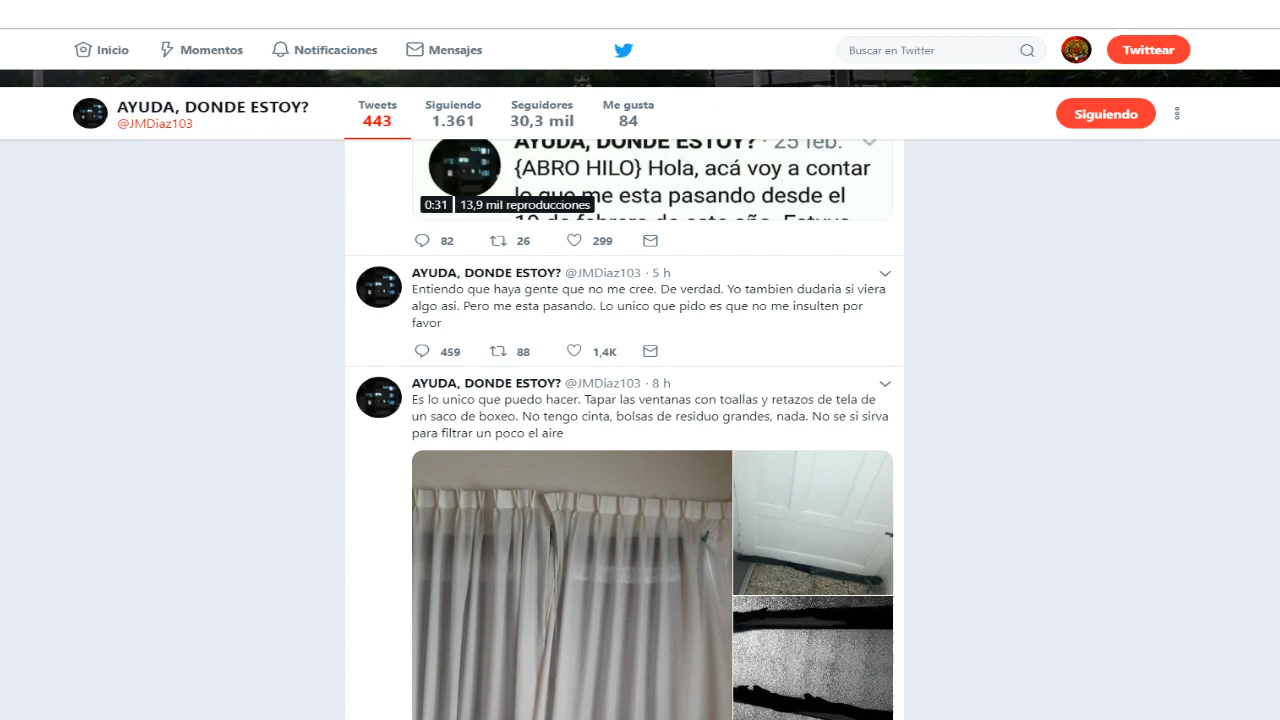 Inicio
Momentos
Notificaciones
Mensajes
Buscar en Twitter
Twittear
AYUDA, DONDE ESTOY?
@JMDiaz103
Tweets
443
Siguiendo
1.361
Seguidores
30,3 mil
Me gusta
84
Siguiendo
AYUDA, DONDE ESTOY? · 25 feb.
{ABRO HILO} Hola, acá voy a contar
lo que me esta pasando desde el
de febrero de este año. Estuve
0:31
13,9 mil reproducciones
82
26
299
AYUDA, DONDE ESTOY? @JMDiaz103 · 5 h
Entiendo que haya gente que no me cree. De verdad. Yo tambien dudaria si viera
algo asi. Pero me esta pasando. Lo unico que pido es que no me insulten por
favor
459
88
1,4K
AYUDA, DONDE ESTOY? @JMDiaz103 · 8 h
Es lo unico que puedo hacer. Tapar las ventanas con toallas y retazos de tela de
un saco de boxeo. No tengo cinta, bolsas de residuo grandes, nada. No se si sirva
para filtrar un poco el aire